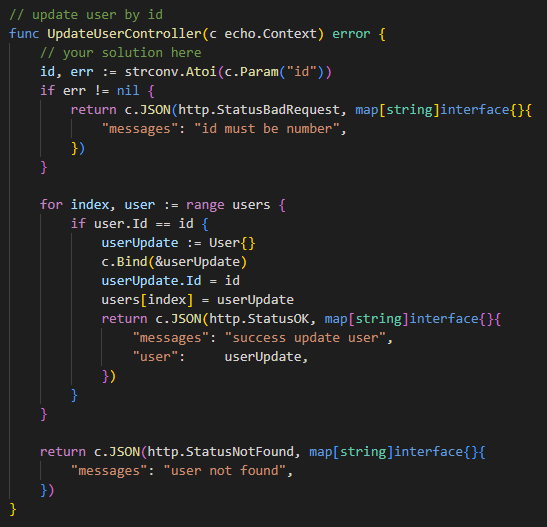 // update user by id
func UpdateUserController(c echo.Context) error {
    // your solution here
    id, err := strconv.Atoi(c.Param("id"))
    if err != nil {
        return c.JSON(http.StatusBadRequest, map[string]interface{}{
            "messages": "id must be number",
        })
    }

    for index, user := range users {
        if user.Id == id {
            userUpdate := User{}
            c.Bind(&userUpdate)
            userUpdate.Id = id
            users[index] = userUpdate
            return c.JSON(http.StatusOK, map[string]interface{}{
                "messages": "success update user",
                "user":     userUpdate,
            })
        }
    }

    return c.JSON(http.StatusNotFound, map[string]interface{}{
        "messages": "user not found",
    })
}